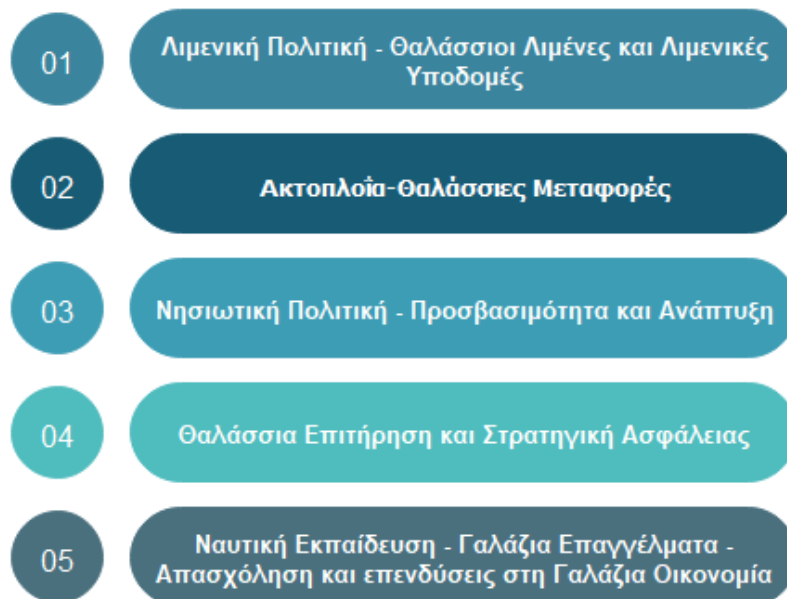 01
Λιμενική Πολιτική - Θαλάσσιοι Λιμένες και Λιμενικές
Υποδομές
02
Ακτοπλοΐα-Θαλάσσιες Μεταφορές
03
Νησιωτική Πολιτική - Προσβασιμότητα και Ανάπτυξη
04
Θαλάσσια Επιτήρηση και Στρατηγική Ασφάλειας
05
Ναυτική Εκπαίδευση - Γαλάζια Επαγγέλματα -
Απασχόληση και επενδύσεις στη Γαλάζια Οικονομία